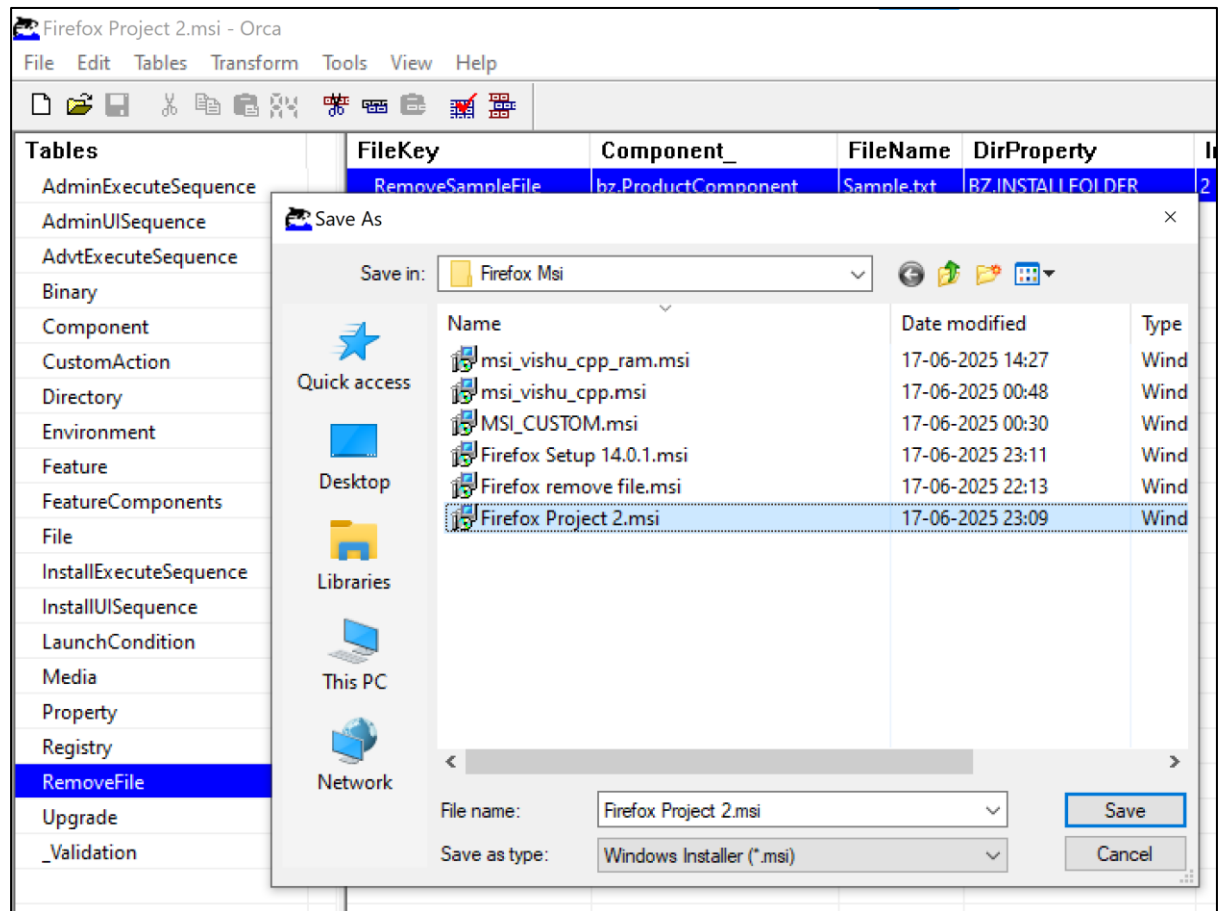 Firefox Project 2.msi - Orca
File Edit Tables Transform Tools View Help
Tables FileKey Component_ FileName DirProperty
AdminExecuteSequence RemoveSampleFile bz.ProductComponent Sample.txt BZ.INSTALLFOLDER 2
AdminUISequence
AdvtExecuteSequence
Binary
Component
CustomAction
Directory
Environment
Feature
FeatureComponents
File
InstallExecuteSequence
InstallUISequence
LaunchCondition
Media
Property
Registry
RemoveFile
Upgrade
_Validation
Save As
Save in: Firefox Msi
Quick access
Desktop
Libraries
This PC
Network
Name Date modified Type
msi_vishu_cpp_ram.msi 17-06-2025 14:27 Wind
msi_vishu_cpp.msi 17-06-2025 00:48 Wind
MSI_CUSTOM.msi 17-06-2025 00:30 Wind
Firefox Setup 14.0.1.msi 17-06-2025 23:11 Wind
Firefox remove file.msi 17-06-2025 22:13 Wind
Firefox Project 2.msi 17-06-2025 23:09 Wind
File name: Firefox Project 2.msi Save
Save as type: Windows Installer (*.msi) Cancel